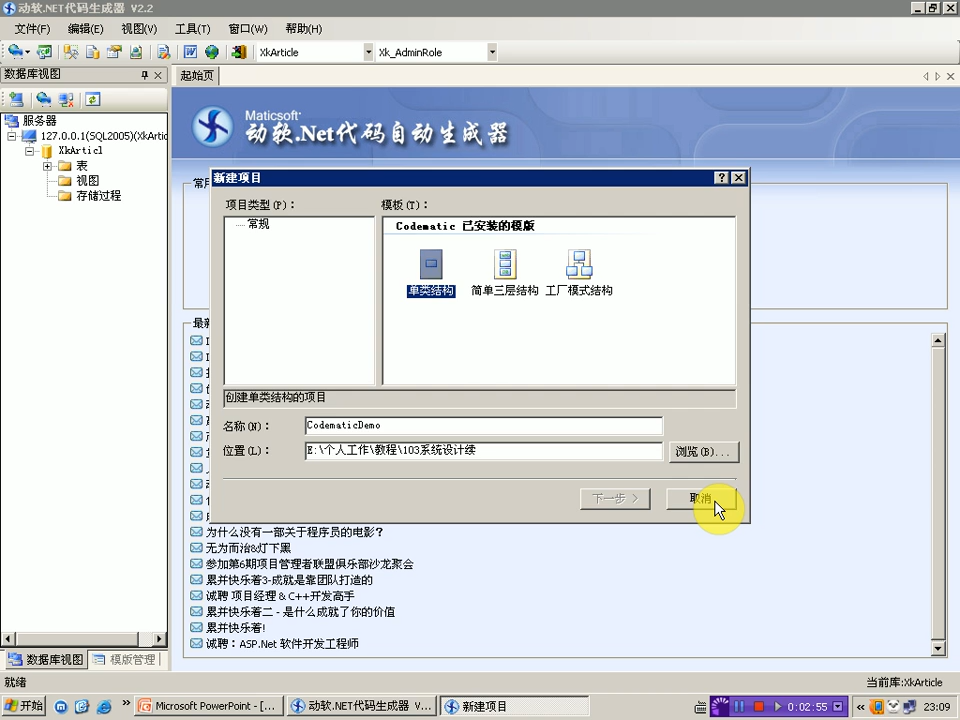 动软.NET代码生成器 V2.2
文件(F) 编辑(E) 视图(V) 工具(T) 窗口(W) 帮助(H)
XkArticle Xk_AdminRole
数据库视图
起始页
服务器
127.0.0.1(SQL2005)(XkArtic
XkArticl
表
视图
存储过程
Maticsoft
动软.Net代码自动生成器
新建项目
项目类型(P)：
模板(T)：
常规
Codematic 已安装的模版
单类结构
简单三层结构
工厂模式结构
创建单类结构的项目
名称(N)：
CodematicDemo
位置(L)：
E:\个人工作\教程\103系统设计续
浏览(B)...
下一步 >
取消
为什么没有一部关于程序员的电影?
无为而治&灯下黑
参加第6期项目管理者联盟俱乐部沙龙聚会
累并快乐着3-成就是靠团队打造的
诚聘 项目经理 & C++开发高手
累并快乐着二 - 是什么成就了你的价值
累并快乐着!
诚聘：ASP.Net 软件开发工程师
数据库视图
模版管理
就绪
当前库:XkArticle
开始
Microsoft PowerPoint - [...
动软.NET代码生成器 V...
新建项目
0:02:55
23:09